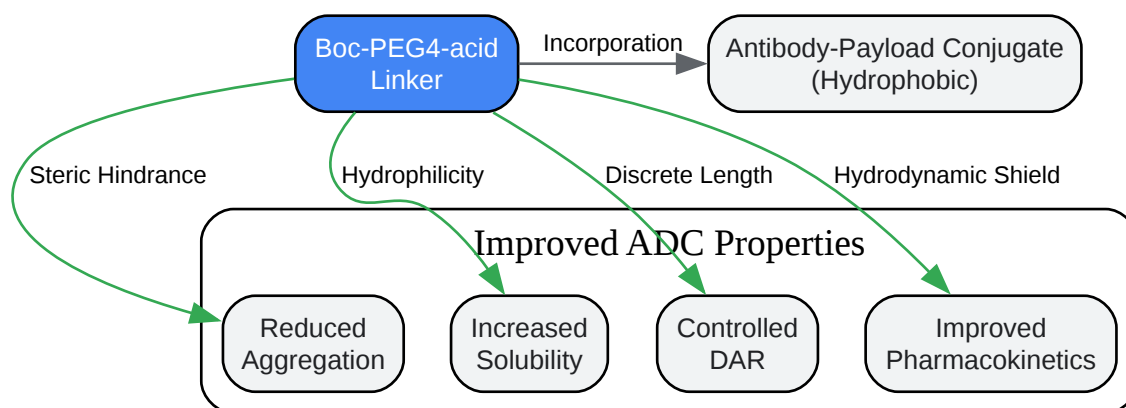 Boc-PEG4-acid
Linker
Incorporation
Antibody-Payload Conjugate
(Hydrophobic)
Steric Hindrance
Hydrophilicity
Discrete Length
Hydrodynamic Shield
Improved ADC Properties
Reduced
Aggregation
Increased
Solubility
Controlled
DAR
Improved
Pharmacokinetics